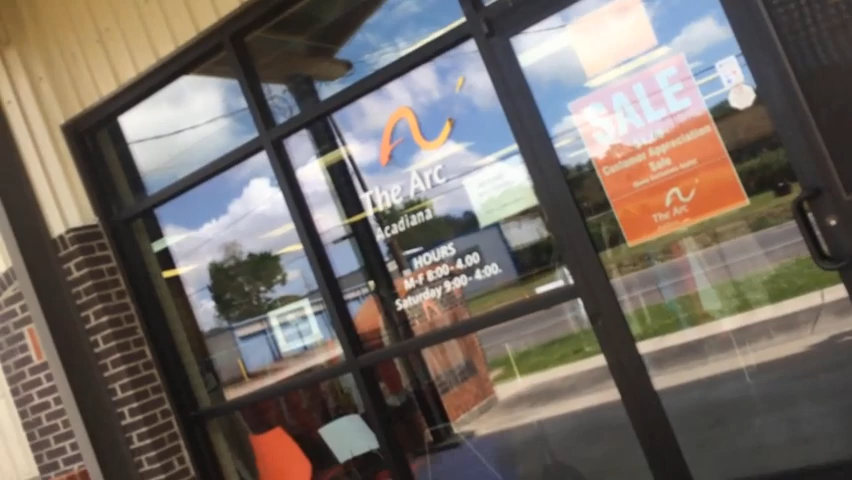 The Arc
Acadiana
HOURS
M-F 8:00-4.00
Saturday 9:00-4:00.
SALE
Customer Appreciation
Sale
The Arc